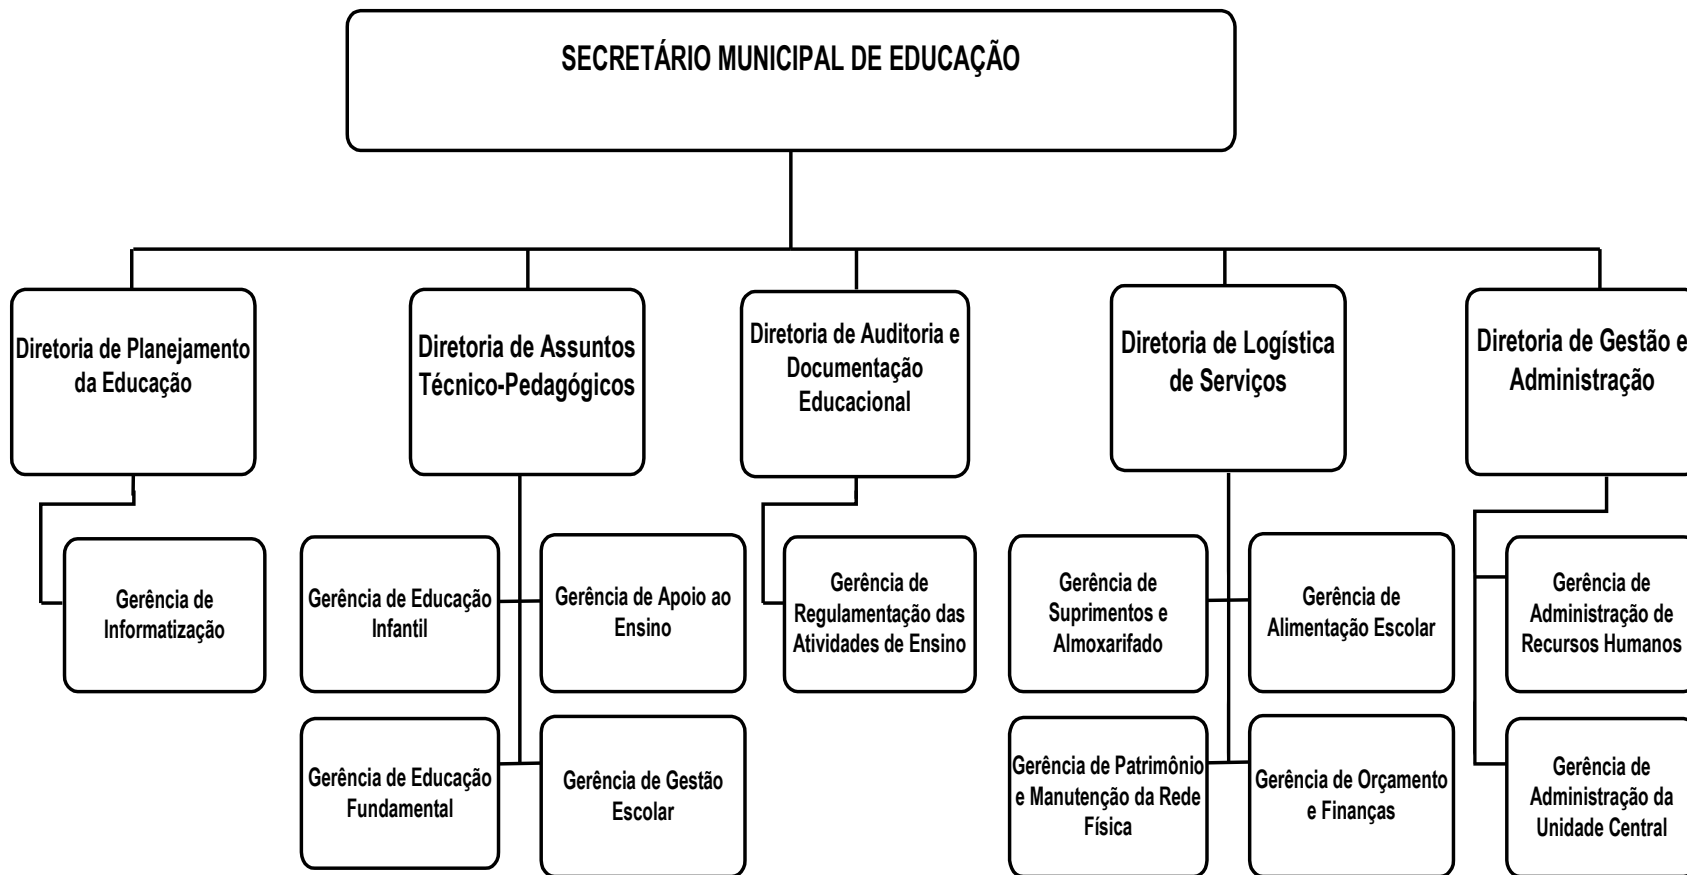 SECRETÁRIO MUNICIPAL DE EDUCAÇÃO
Diretoria de Planejamento
da Educação
Diretoria de Assuntos
Técnico-Pedagógicos
Diretoria de Auditoria e
Documentação
Educacional
Diretoria de Logística
de Serviços
Diretoria de Gestão e
Administração
Gerência de
Informatização
Gerência de Educação
Infantil
Gerência de Apoio ao
Ensino
Gerência de
Regulamentação das
Atividades de Ensino
Gerência de
Suprimentos e
Almoxarifado
Gerência de
Alimentação Escolar
Gerência de
Administração de
Recursos Humanos
Gerência de Educação
Fundamental
Gerência de Gestão
Escolar
Gerência de Patrimônio
e Manutenção da Rede
Física
Gerência de Orçamento
e Finanças
Gerência de
Administração da
Unidade Central